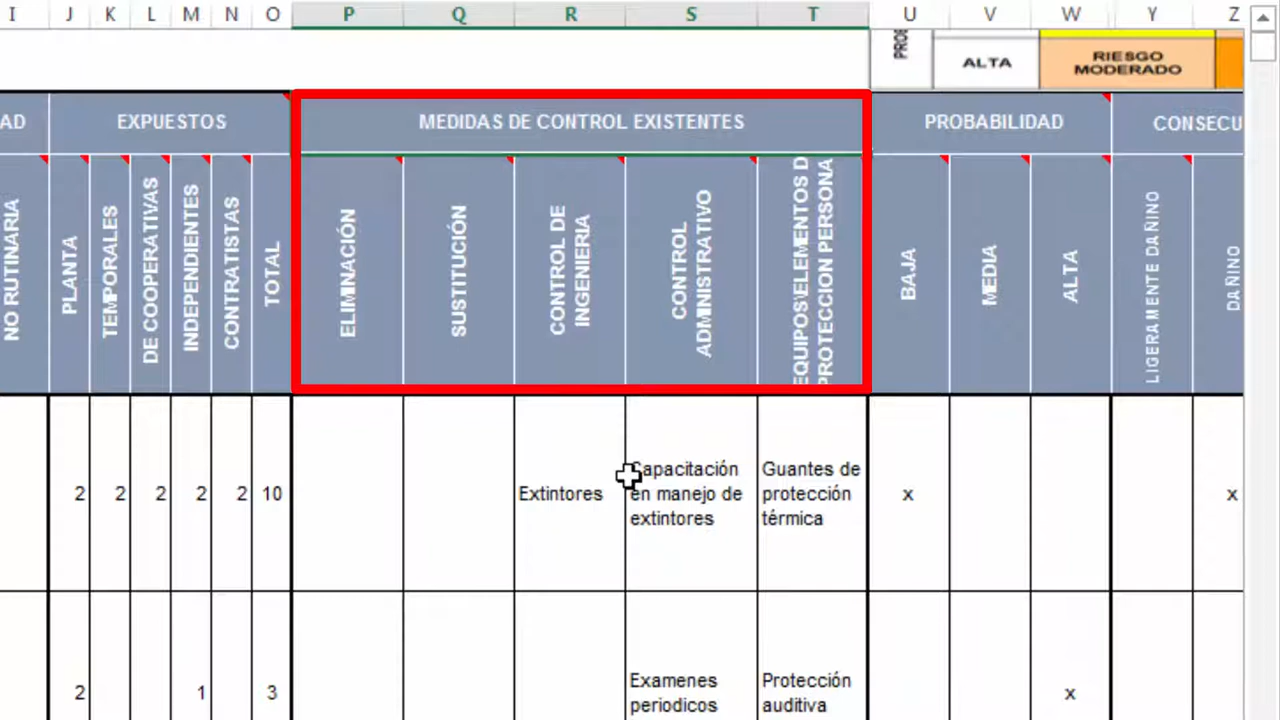 I J K L M N O P Q R S T U V W Y Z
ALTA
RIESGO
MODERADO
AD
EXPUESTOS
MEDIDAS DE CONTROL EXISTENTES
PROBABILIDAD
CONSECU
NO RUTINARIA
PLANTA
TEMPORALES
DE COOPERATIVAS
INDEPENDIENTES
CONTRATISTAS
TOTAL
ELIMINACIÓN
SUSTITUCIÓN
CONTROL DE
INGENIERIA
CONTROL
ADMINISTRATIVO
EQUIPOS\ELEMENTOS D
PROTECCION PERSONA
BAJA
MEDIA
ALTA
LIGERAMENTE DAÑINO
DAÑINO
2 2 2 2 2 10
Extintores
Capacitación
en manejo de
extintores
Guantes de
protección
térmica
x
x
2 1 3
Examenes
periodicos
Protección
auditiva
x